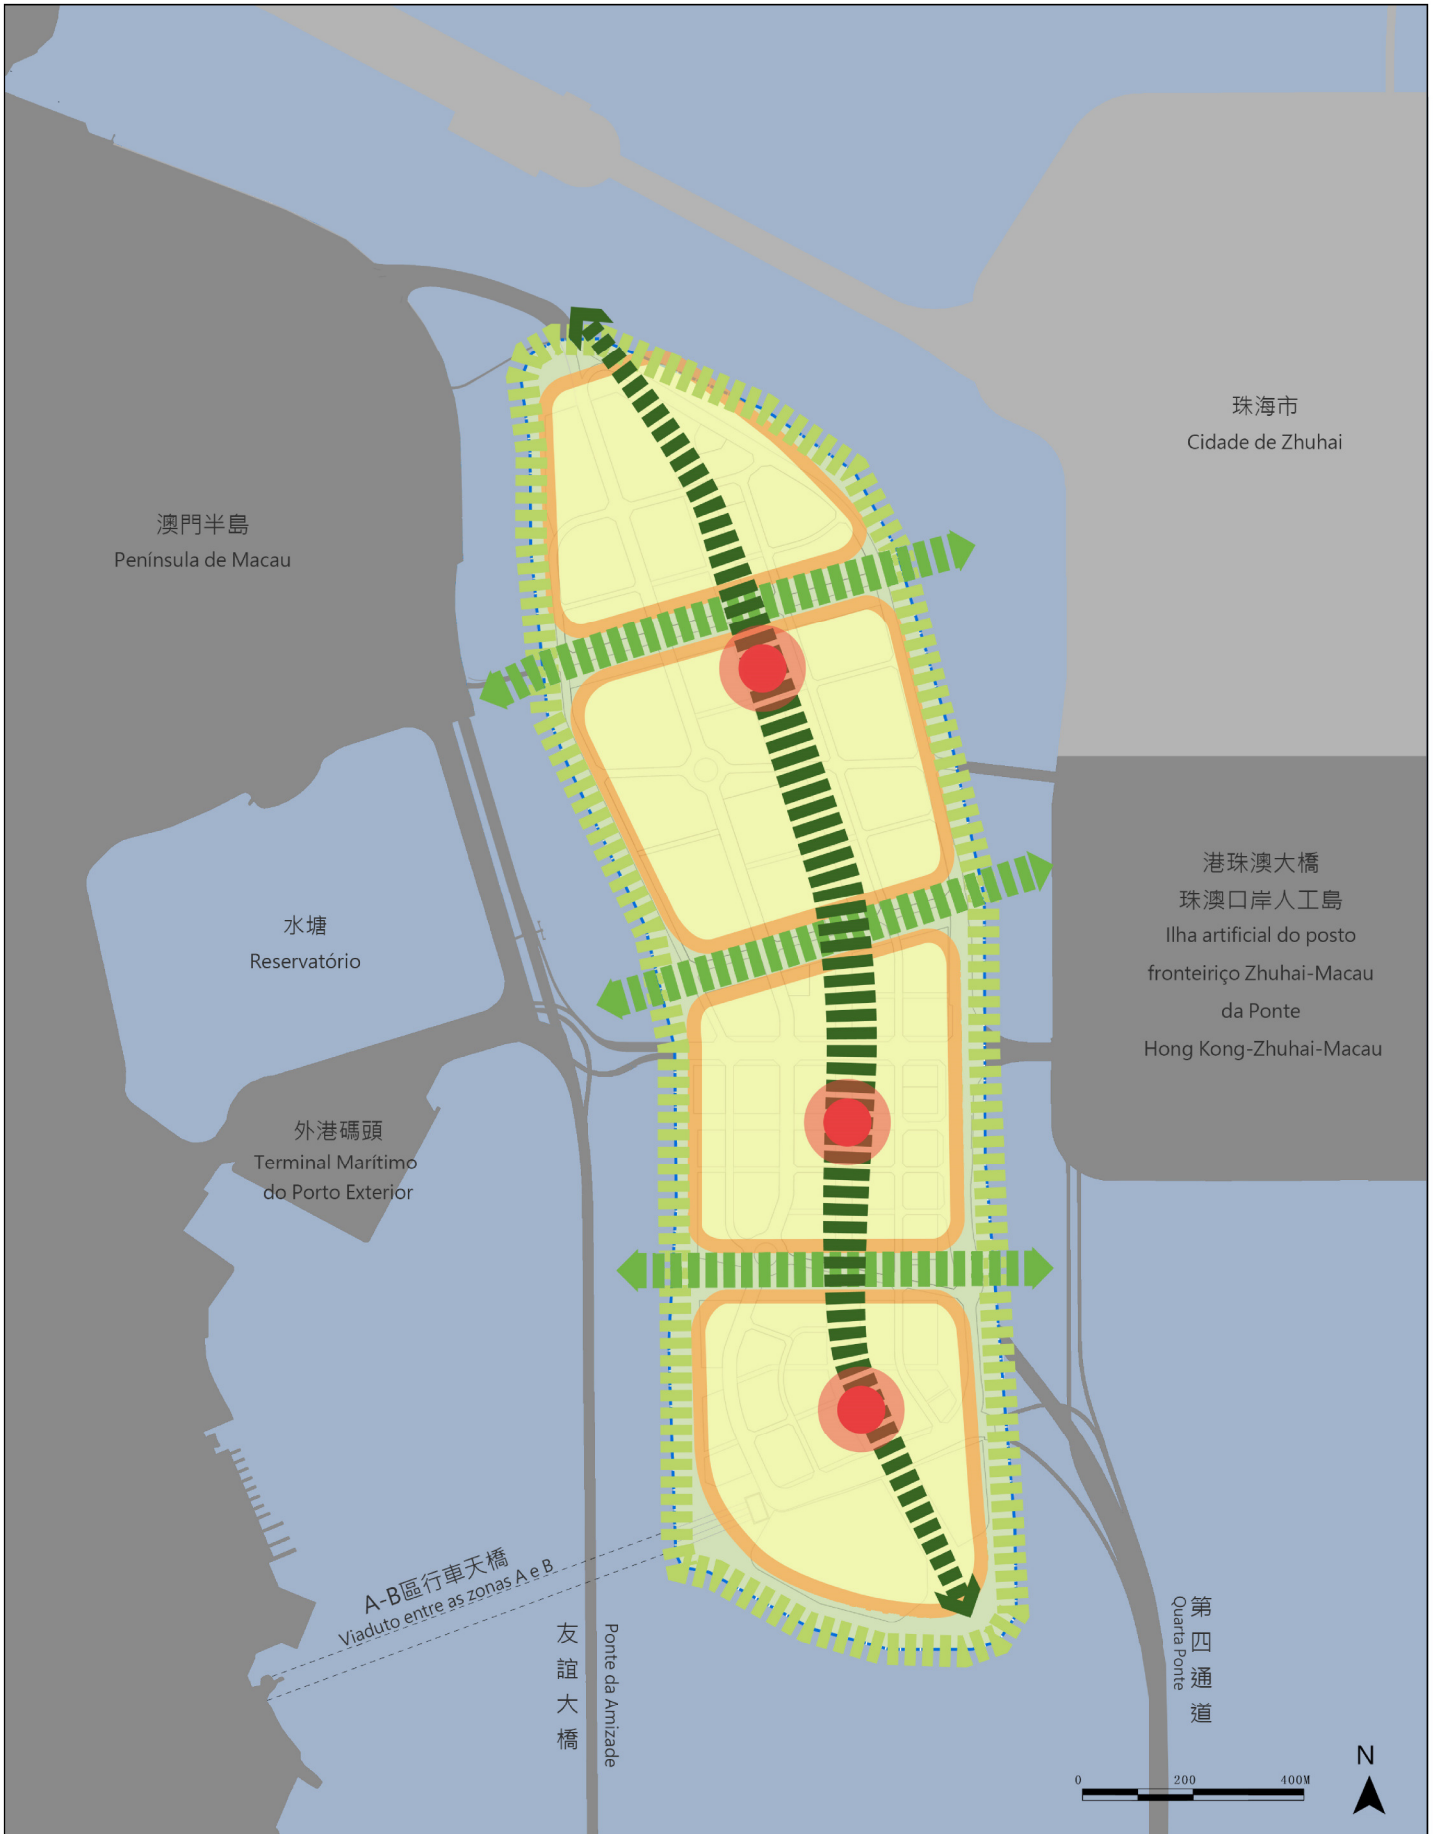 珠海市
Cidade de Zhuhai
澳門半島
Península de Macau
港珠澳大橋
珠澳口岸人工島
Ilha artificial do posto
fronteiriço Zhuhai-Macau
da Ponte
Hong Kong-Zhuhai-Macau
水塘
Reservatório
外港碼頭
Terminal Marítimo
do Porto Exterior
A-B區行車天橋
Viaduto entre as zonas A e B
友誼大橋
Ponte da Amizade
第四通道
Quarta Ponte
N
0 200 400M